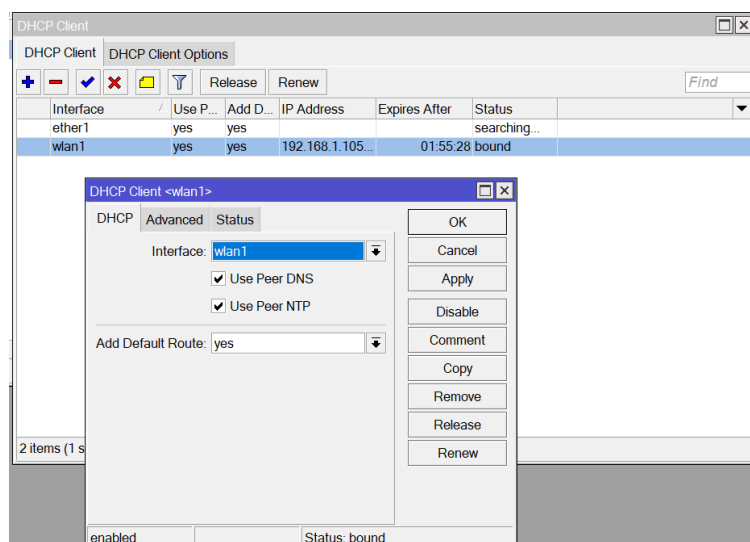 DHCP Client
DHCP Client DHCP Client Options
Release Renew Find
Interface Use P... Add D... IP Address Expires After Status
ether1 yes yes searching...
wlan1 yes yes 192.168.1.105... 01:55:28 bound
DHCP Client <wlan1>
DHCP Advanced Status
OK
Interface: wlan1
Cancel
Use Peer DNS
Apply
Use Peer NTP
Disable
Add Default Route: yes
Comment
Copy
Remove
Release
Renew
2 items (1 s
enabled Status: bound